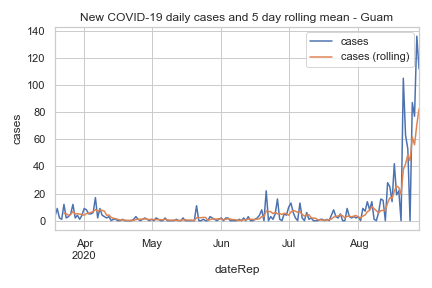 New COVID-19 daily cases and 5 day rolling mean - Guam
cases
cases (rolling)
140
120
100
80
60
40
20
0
cases
Apr
2020
May
Jun
Jul
Aug
dateRep